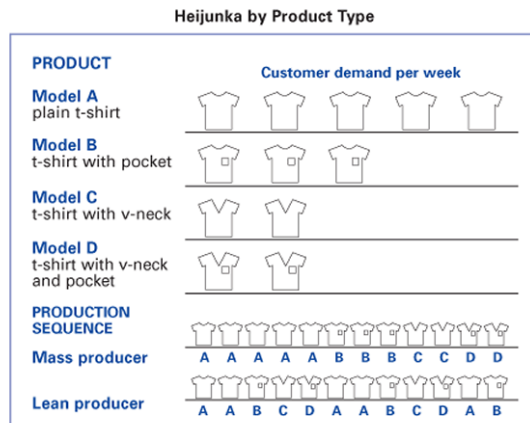 Heijunka by Product Type
PRODUCT
Customer demand per week
Model A
plain t-shirt
Model B
t-shirt with pocket
Model C
t-shirt with v-neck
Model D
t-shirt with v-neck
and pocket
PRODUCTION
SEQUENCE
Mass producer A A A A A B B B C C D D
Lean producer A A B C D A A B C D A B